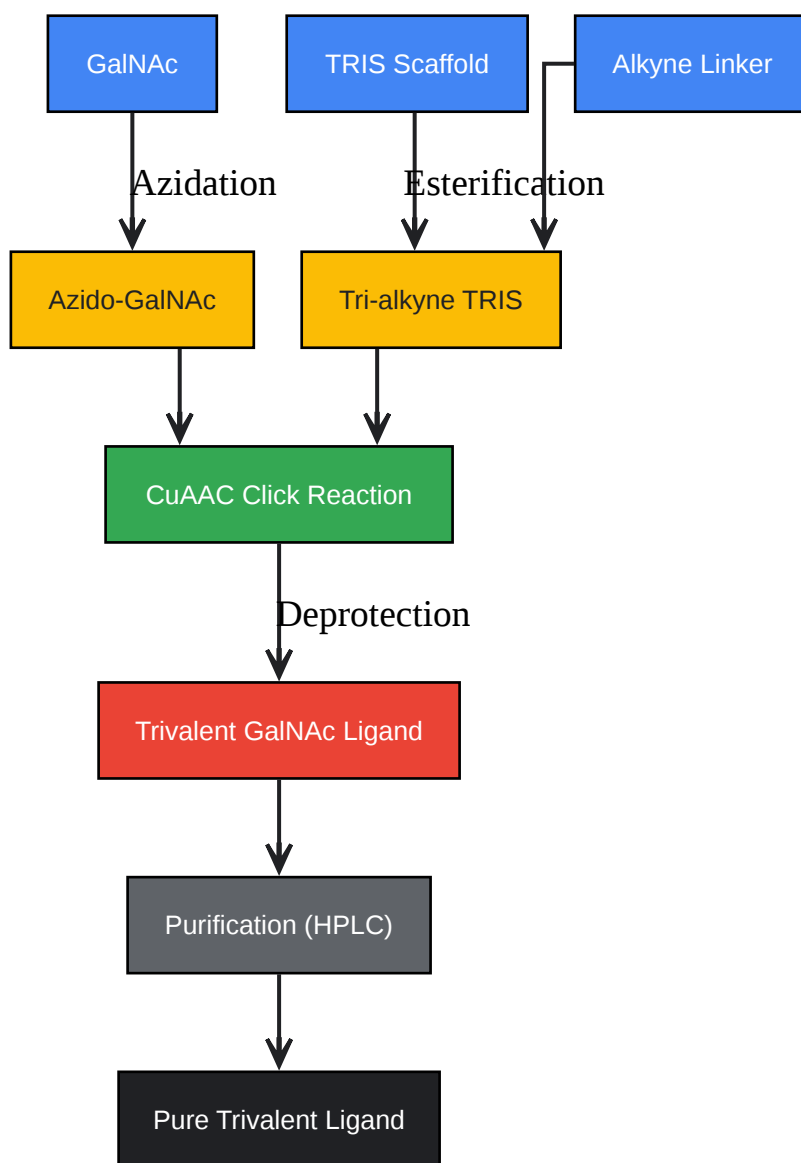 GalNAc
TRIS Scaffold
Alkyne Linker
Azidation
Esterification
Azido-GalNAc
Tri-alkyne TRIS
CuAAC Click Reaction
Deprotection
Trivalent GalNAc Ligand
Purification (HPLC)
Pure Trivalent Ligand